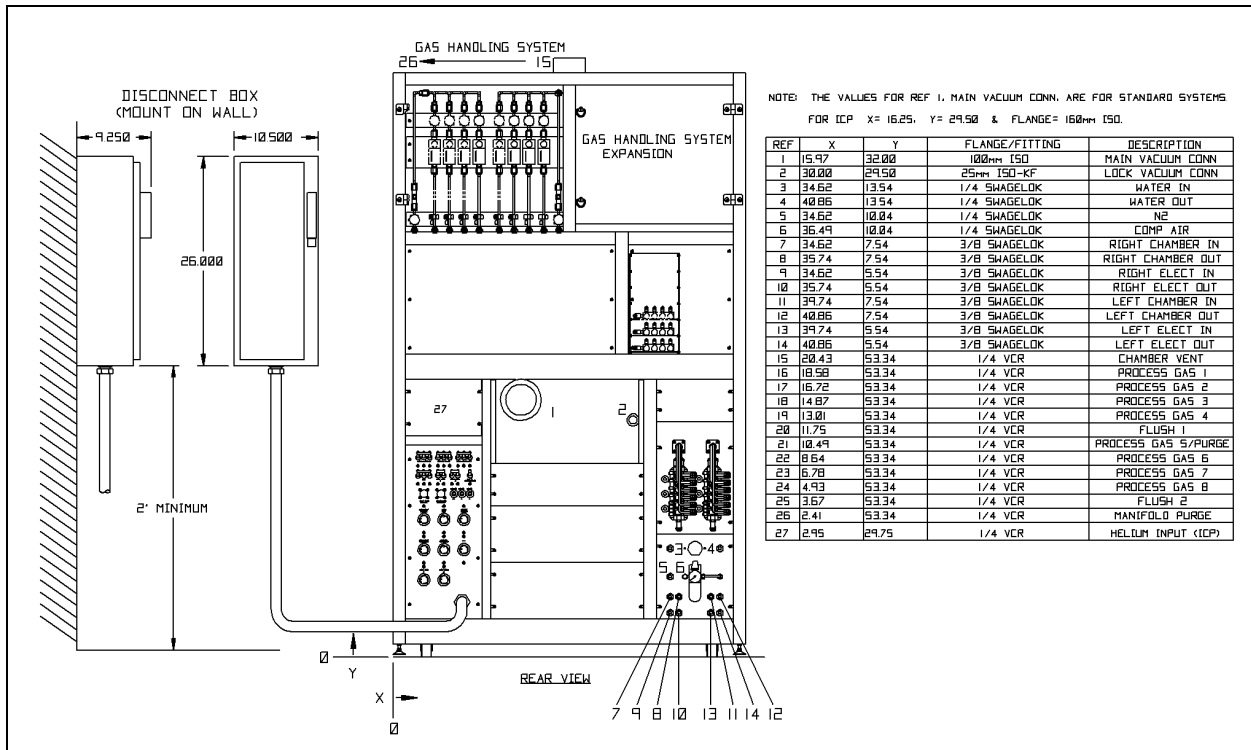 GAS HANDLING SYSTEM
26 15
DISCONNECT BOX
(MOUNT ON WALL)
9.250
10.500
26.000
2' MINIMUM
GAS HANDLING SYSTEM
EXPANSION
27
1
2
3
4
5
6
0
Y
X
0
REAR VIEW
7 9 8 10 13 11 14 12
NOTE: THE VALUES FOR REF 1, MAIN VACUUM CONN. ARE FOR STANDARD SYSTEMS.
FOR ICP X= 16.25, Y= 29.50 & FLANGE= 160mm ISO.
REF X Y FLANGE/FITTING DESCRIPTION
1 15.97 32.00 100mm ISO MAIN VACUUM CONN
2 30.00 29.50 25mm ISO-KF LOCK VACUUM CONN
3 34.62 13.54 1/4 SWAGELOK WATER IN
4 40.86 13.54 1/4 SWAGELOK WATER OUT
5 34.62 10.04 1/4 SWAGELOK N2
6 36.49 10.04 1/4 SWAGELOK COMP AIR
7 34.62 7.54 3/8 SWAGELOK RIGHT CHAMBER IN
8 35.74 7.54 3/8 SWAGELOK RIGHT CHAMBER OUT
9 34.62 5.54 3/8 SWAGELOK RIGHT ELECT IN
10 35.74 5.54 3/8 SWAGELOK RIGHT ELECT OUT
11 39.74 7.54 3/8 SWAGELOK LEFT CHAMBER IN
12 40.86 7.54 3/8 SWAGELOK LEFT CHAMBER OUT
13 39.74 5.54 3/8 SWAGELOK LEFT ELECT IN
14 40.86 5.54 3/8 SWAGELOK LEFT ELECT OUT
15 20.43 53.34 1/4 VCR CHAMBER VENT
16 18.58 53.34 1/4 VCR PROCESS GAS 1
17 16.72 53.34 1/4 VCR PROCESS GAS 2
18 14.87 53.34 1/4 VCR PROCESS GAS 3
19 13.01 53.34 1/4 VCR PROCESS GAS 4
20 11.75 53.34 1/4 VCR FLUSH 1
21 10.49 53.34 1/4 VCR PROCESS GAS 5/PURGE
22 8.64 53.34 1/4 VCR PROCESS GAS 6
23 6.78 53.34 1/4 VCR PROCESS GAS 7
24 4.93 53.34 1/4 VCR PROCESS GAS 8
25 3.67 53.34 1/4 VCR FLUSH 2
26 2.41 53.34 1/4 VCR MANIFOLD PURGE
27 2.95 29.75 1/4 VCR HELIUM INPUT (ICP)